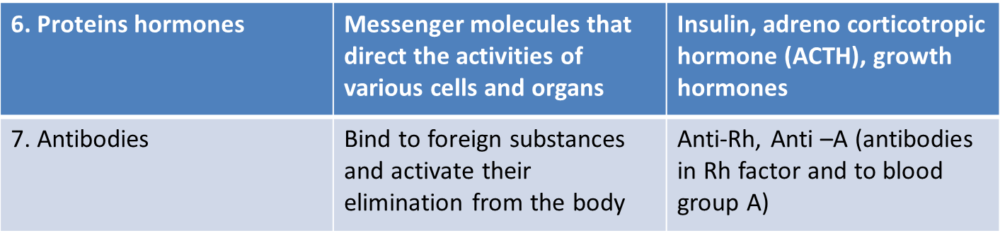 6. Proteins hormones
Messenger molecules that
direct the activities of
various cells and organs
Insulin, adreno corticotropic
hormone (ACTH), growth
hormones
7. Antibodies
Bind to foreign substances
and activate their
elimination from the body
Anti-Rh, Anti –A (antibodies
in Rh factor and to blood
group A)